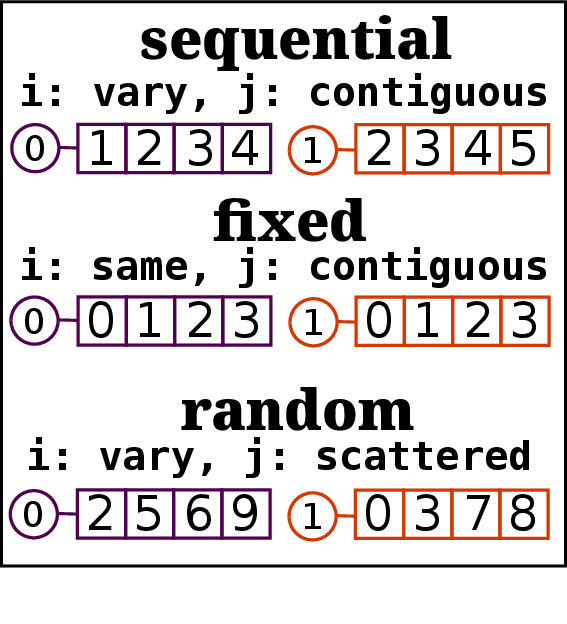 sequential
i: vary, j: contiguous
0 1 2 3 4 1 2 3 4 5
fixed
i: same, j: contiguous
0 0 1 2 3 1 0 1 2 3
random
i: vary, j: scattered
0 2 5 6 9 1 0 3 7 8